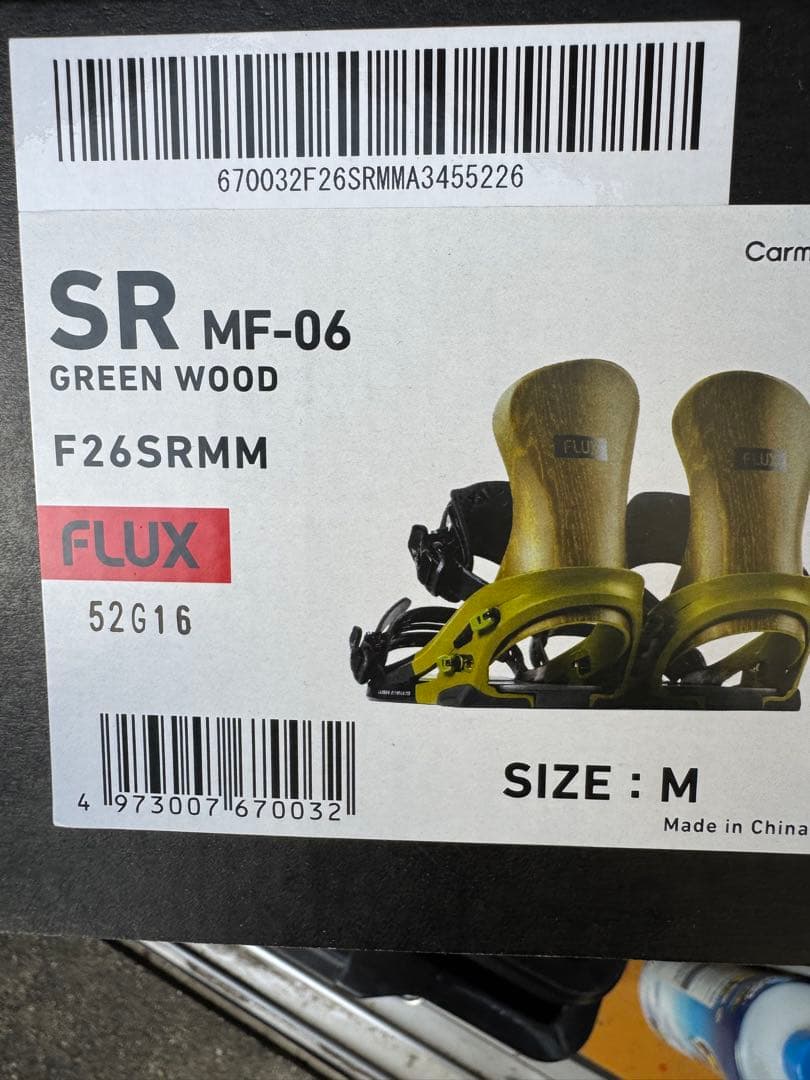 670032F26SRMMA3455226
Carm
SR MF-06
GREEN WOOD
F26SRMM
FLUX
FLUX
FLUX
52G16
4 973007 670032
SIZE : M
Made in China